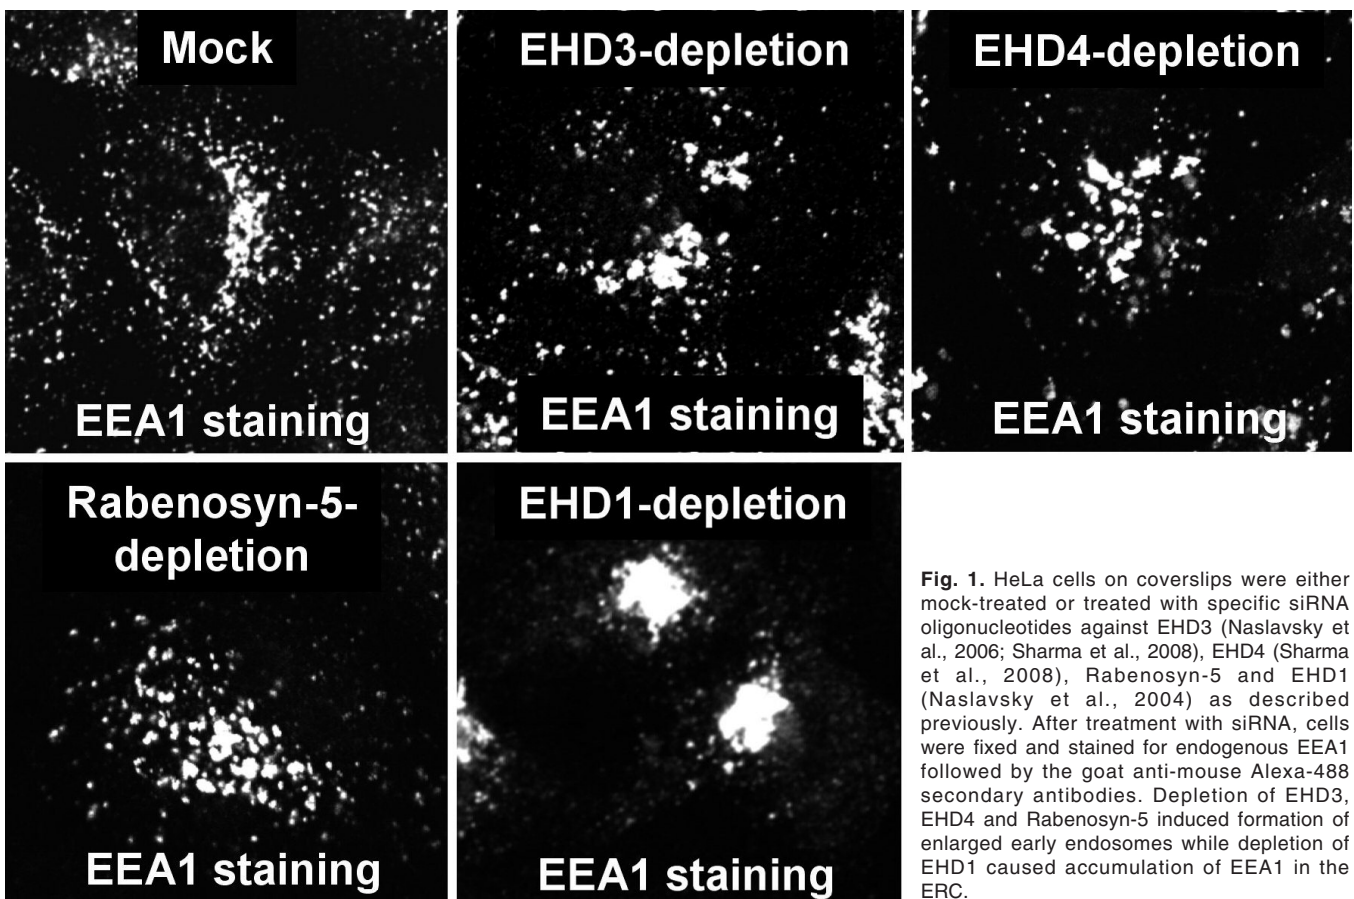 Mock
EEA1 staining
EHD3-depletion
EEA1 staining
EHD4-depletion
EEA1 staining
Rabenosyn-5-
depletion
EEA1 staining
EHD1-depletion
EEA1 staining
Fig. 1. HeLa cells on coverslips were either
mock-treated or treated with specific siRNA
oligonucleotides against EHD3 (Naslavsky et
al., 2006; Sharma et al., 2008), EHD4 (Sharma
et al., 2008), Rabenosyn-5 and EHD1
(Naslavsky et al., 2004) as described
previously. After treatment with siRNA, cells
were fixed and stained for endogenous EEA1
followed by the goat anti-mouse Alexa-488
secondary antibodies. Depletion of EHD3,
EHD4 and Rabenosyn-5 induced formation of
enlarged early endosomes while depletion of
EHD1 caused accumulation of EEA1 in the
ERC.